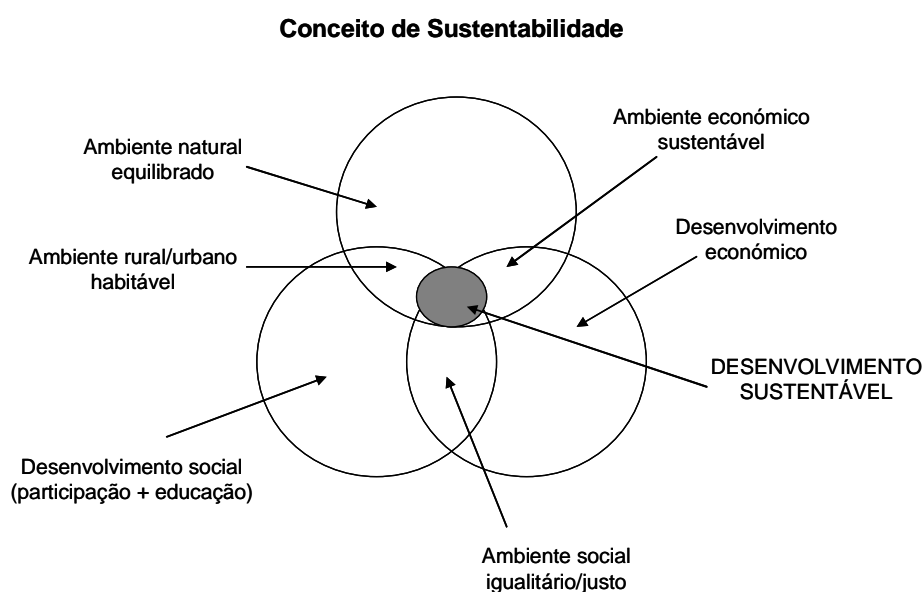 Conceito de Sustentabilidade
Ambiente económico
sustentável
Ambiente natural
equilibrado
Desenvolvimento
económico
Ambiente rural/urbano
habitável
DESENVOLVIMENTO
SUSTENTÁVEL
Desenvolvimento social
(participação + educação)
Ambiente social
igualitário/justo